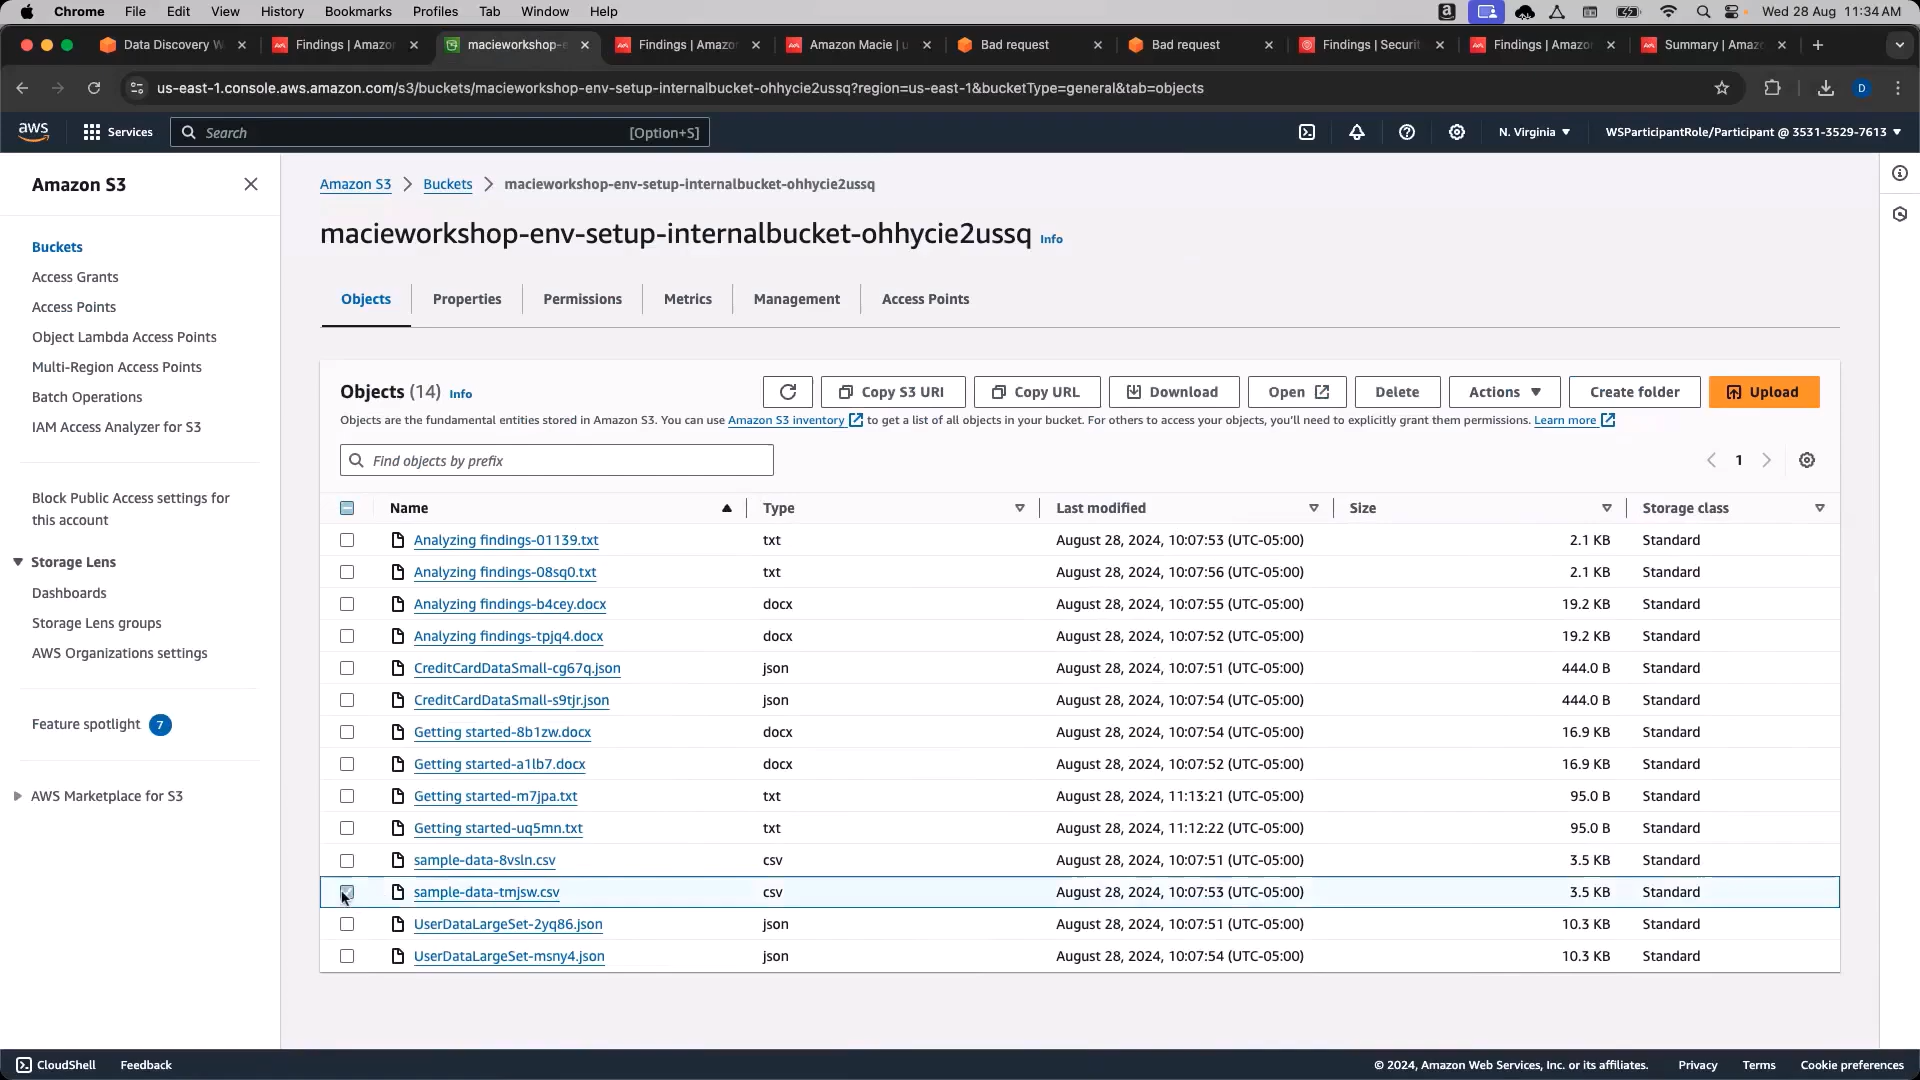 Chrome File Edit View History Bookmarks Profiles Tab Window Help Wed 28 Aug 11:34 AM
Data Discovery W Findings | Amazon macieworkshop-e Findings | Amazo Amazon Macie | u Bad request Bad request Findings | Securit Findings | Amazo Summary | Amaz
us-east-1.console.aws.amazon.com/s3/buckets/macieworkshop-env-setup-internalbucket-ohhycie2ussq?region=us-east-1&bucketType=general&tab=objects D
aws Services Search [Option+S] N. Virginia WSParticipantRole/Participant @ 3531-3529-7613
Amazon S3
Buckets
Access Grants
Access Points
Object Lambda Access Points
Multi-Region Access Points
Batch Operations
IAM Access Analyzer for S3
Block Public Access settings for
this account
Storage Lens
Dashboards
Storage Lens groups
AWS Organizations settings
Feature spotlight 7
AWS Marketplace for S3
Amazon S3 Buckets macieworkshop-env-setup-internalbucket-ohhycie2ussq
macieworkshop-env-setup-internalbucket-ohhycie2ussq Info
Objects Properties Permissions Metrics Management Access Points
Objects (14) Info Copy S3 URI Copy URL Download Open Delete Actions Create folder Upload
Objects are the fundamental entities stored in Amazon S3. You can use Amazon S3 inventory to get a list of all objects in your bucket. For others to access your objects, you'll need to explicitly grant them permissions. Learn more
Find objects by prefix 1
Name Type Last modified Size Storage class
Analyzing findings-01139.txt txt August 28, 2024, 10:07:53 (UTC-05:00) 2.1 KB Standard
Analyzing findings-08sq0.txt txt August 28, 2024, 10:07:56 (UTC-05:00) 2.1 KB Standard
Analyzing findings-b4cey.docx docx August 28, 2024, 10:07:55 (UTC-05:00) 19.2 KB Standard
Analyzing findings-tpjq4.docx docx August 28, 2024, 10:07:52 (UTC-05:00) 19.2 KB Standard
CreditCardDataSmall-cg67q.json json August 28, 2024, 10:07:51 (UTC-05:00) 444.0 B Standard
CreditCardDataSmall-s9tjr.json json August 28, 2024, 10:07:54 (UTC-05:00) 444.0 B Standard
Getting started-8b1zw.docx docx August 28, 2024, 10:07:54 (UTC-05:00) 16.9 KB Standard
Getting started-a1lb7.docx docx August 28, 2024, 10:07:52 (UTC-05:00) 16.9 KB Standard
Getting started-m7jpa.txt txt August 28, 2024, 11:13:21 (UTC-05:00) 95.0 B Standard
Getting started-uq5mn.txt txt August 28, 2024, 11:12:22 (UTC-05:00) 95.0 B Standard
sample-data-8vsln.csv csv August 28, 2024, 10:07:51 (UTC-05:00) 3.5 KB Standard
sample-data-tmjsw.csv csv August 28, 2024, 10:07:53 (UTC-05:00) 3.5 KB Standard
UserDataLargeSet-2yq86.json json August 28, 2024, 10:07:51 (UTC-05:00) 10.3 KB Standard
UserDataLargeSet-msny4.json json August 28, 2024, 10:07:54 (UTC-05:00) 10.3 KB Standard
CloudShell Feedback © 2024, Amazon Web Services, Inc. or its affiliates. Privacy Terms Cookie preferences